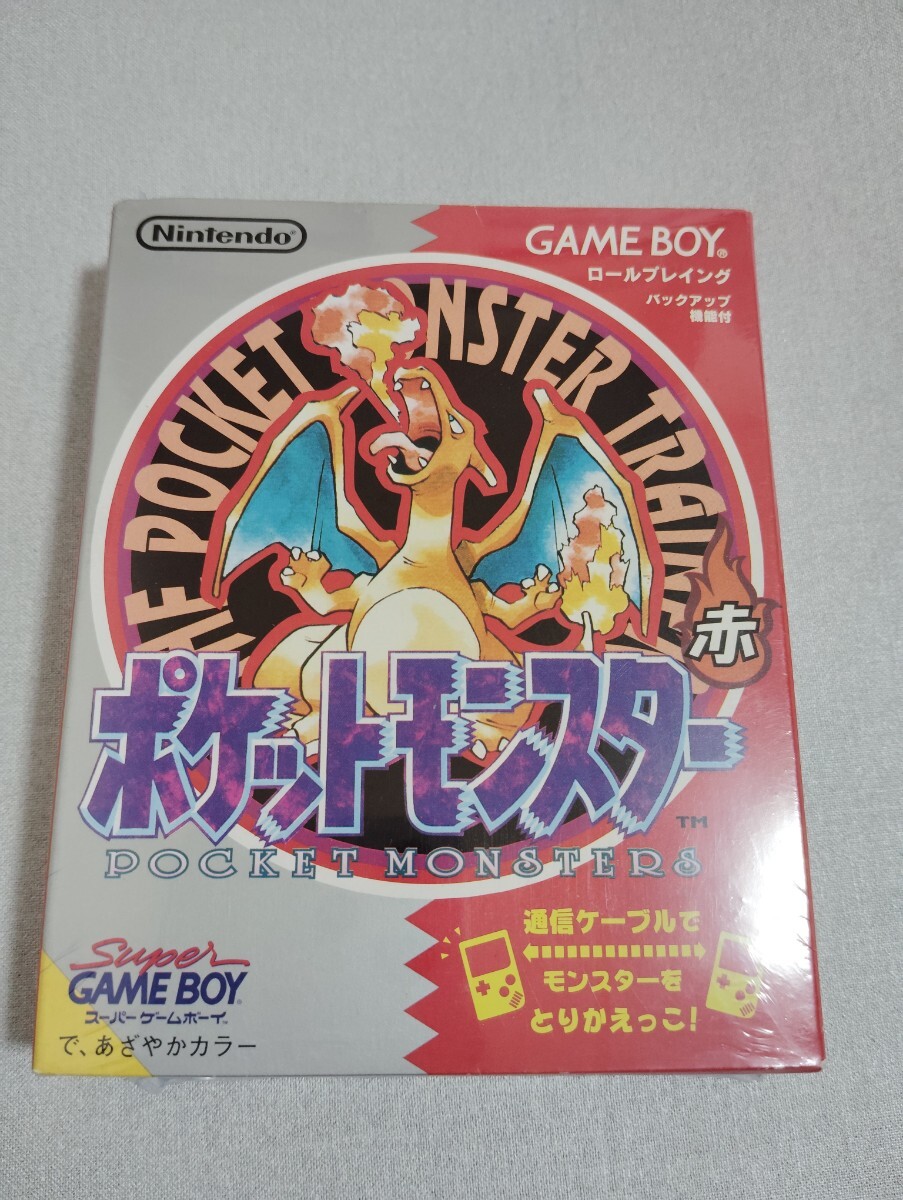 Nintendo®
GAME BOY®
ロールプレイング
バックアップ
機能付
THE POCKET MONSTER TRAINER
赤
ポケットモンスター
TM
POCKET MONSTERS
通信ケーブルで
モンスターを
とりかえっこ!
Super
GAME BOY
スーパーゲームボーイ
で、あざやかカラー